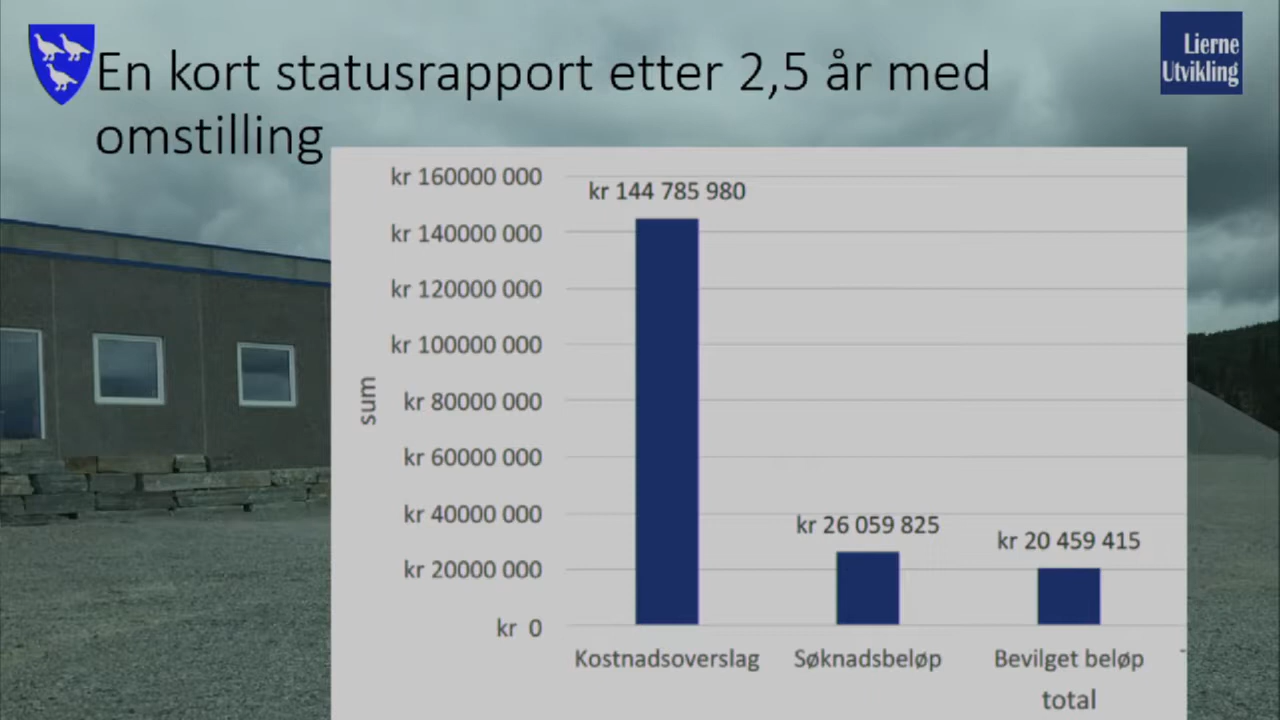 En kort statusrapport etter 2,5 år med
omstilling
Lierne
Utvikling
kr 160000 000
kr 140000 000
kr 120000 000
kr 100000 000
kr 80000 000
kr 60000 000
kr 40000 000
kr 20000 000
kr 0
sum
kr 144 785 980
kr 26 059 825
kr 20 459 415
Kostnadsoverslag
Søknadsbeløp
Bevilget beløp
total